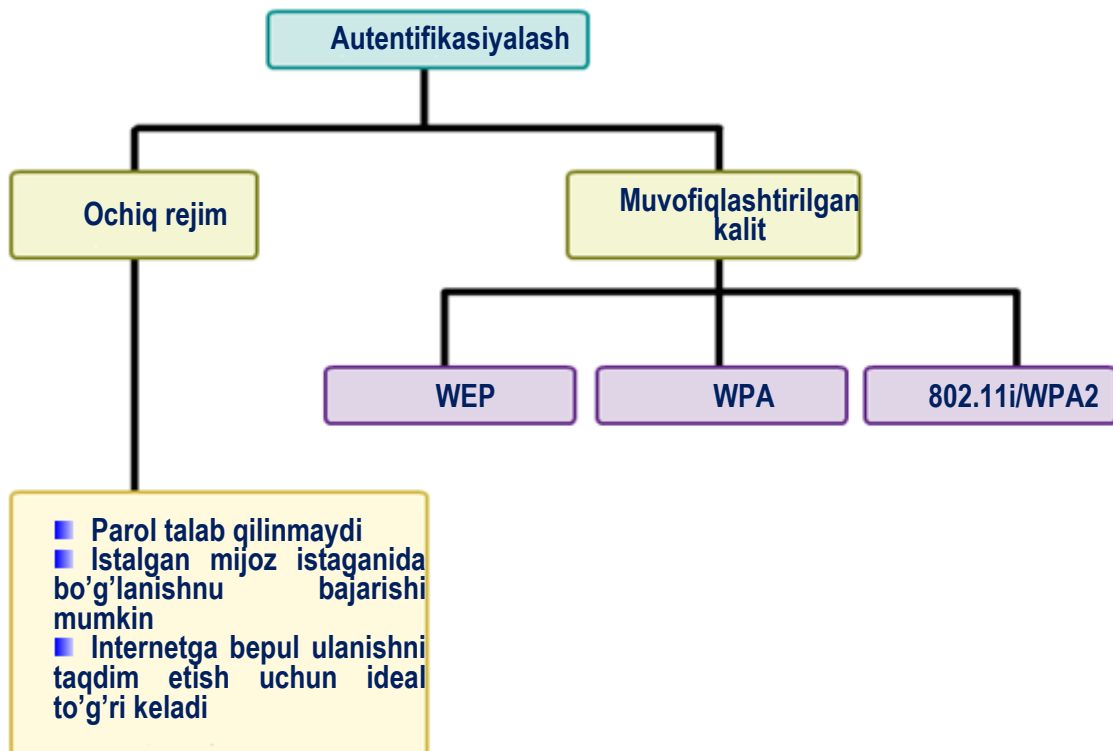 Autentifikasiyalash
Ochiq rejim
Muvofiqlashtirilgan
kalit
WEP
WPA
802.11i/WPA2
Parol talab qilinmaydi
Istalgan mijoz istaganida
bo’g’lanishnu bajarishi
mumkin
Internetga bepul ulanishni
taqdim etish uchun ideal
to’g’ri keladi